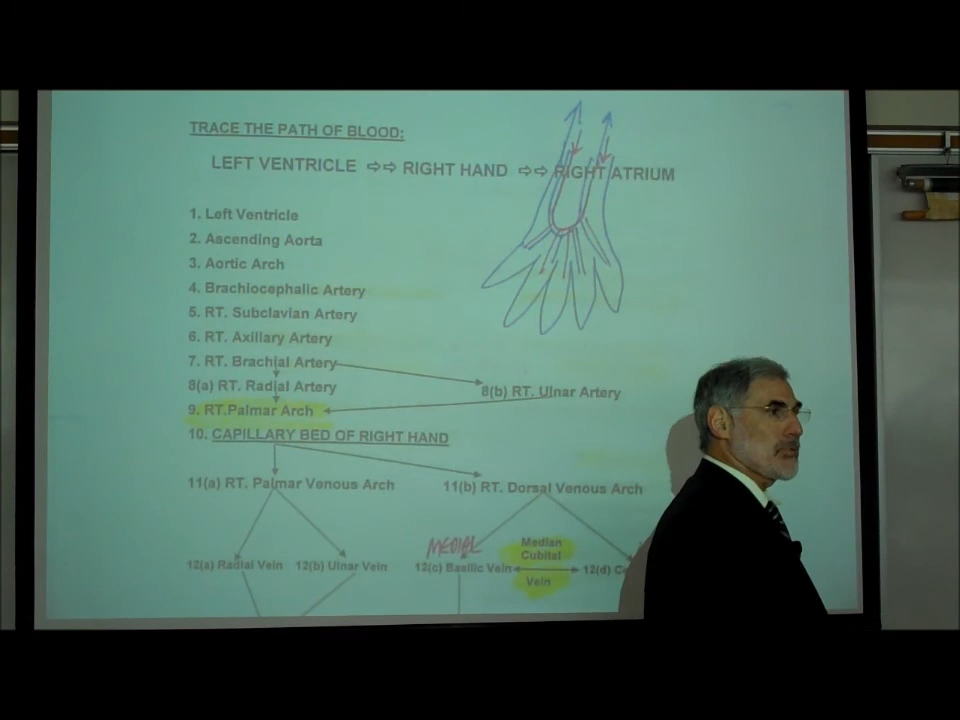 TRACE THE PATH OF BLOOD:
LEFT VENTRICLE ⇨⇨ RIGHT HAND ⇨⇨ RIGHT ATRIUM
1. Left Ventricle
2. Ascending Aorta
3. Aortic Arch
4. Brachiocephalic Artery
5. RT. Subclavian Artery
6. RT. Axillary Artery
7. RT. Brachial Artery
8(a) RT. Radial Artery 8(b) RT. Ulnar Artery
9. RT.Palmar Arch
10. CAPILLARY BED OF RIGHT HAND
11(a) RT. Palmar Venous Arch 11(b) RT. Dorsal Venous Arch
MEDIAL Median
Cubital
12(a) Radial Vein 12(b) Ulnar Vein 12(c) Basilic Vein Vein 12(d)